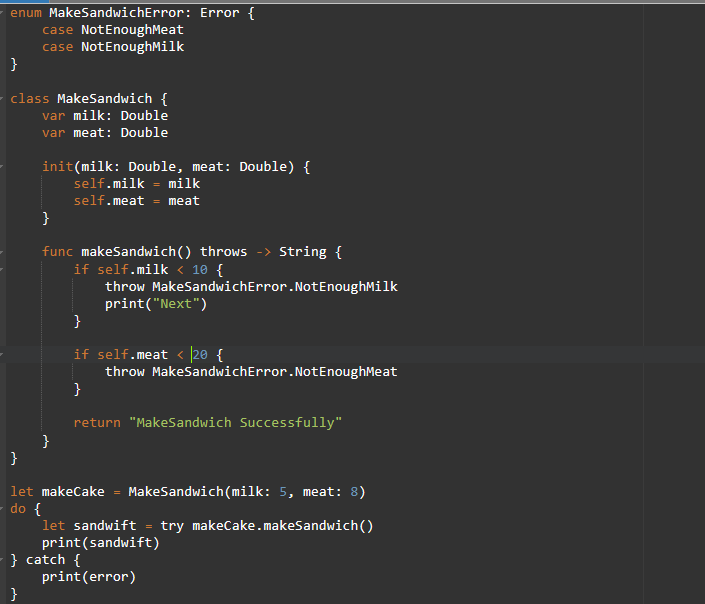 enum MakeSandwichError: Error {
    case NotEnoughMeat
    case NotEnoughMilk
}

class MakeSandwich {
    var milk: Double
    var meat: Double

    init(milk: Double, meat: Double) {
        self.milk = milk
        self.meat = meat
    }

    func makeSandwich() throws -> String {
        if self.milk < 10 {
            throw MakeSandwichError.NotEnoughMilk
            print("Next")
        }

        if self.meat < 20 {
            throw MakeSandwichError.NotEnoughMeat
        }

        return "MakeSandwich Successfully"
    }
}

let makeCake = MakeSandwich(milk: 5, meat: 8)
do {
    let sandwift = try makeCake.makeSandwich()
    print(sandwift)
} catch {
    print(error)
}